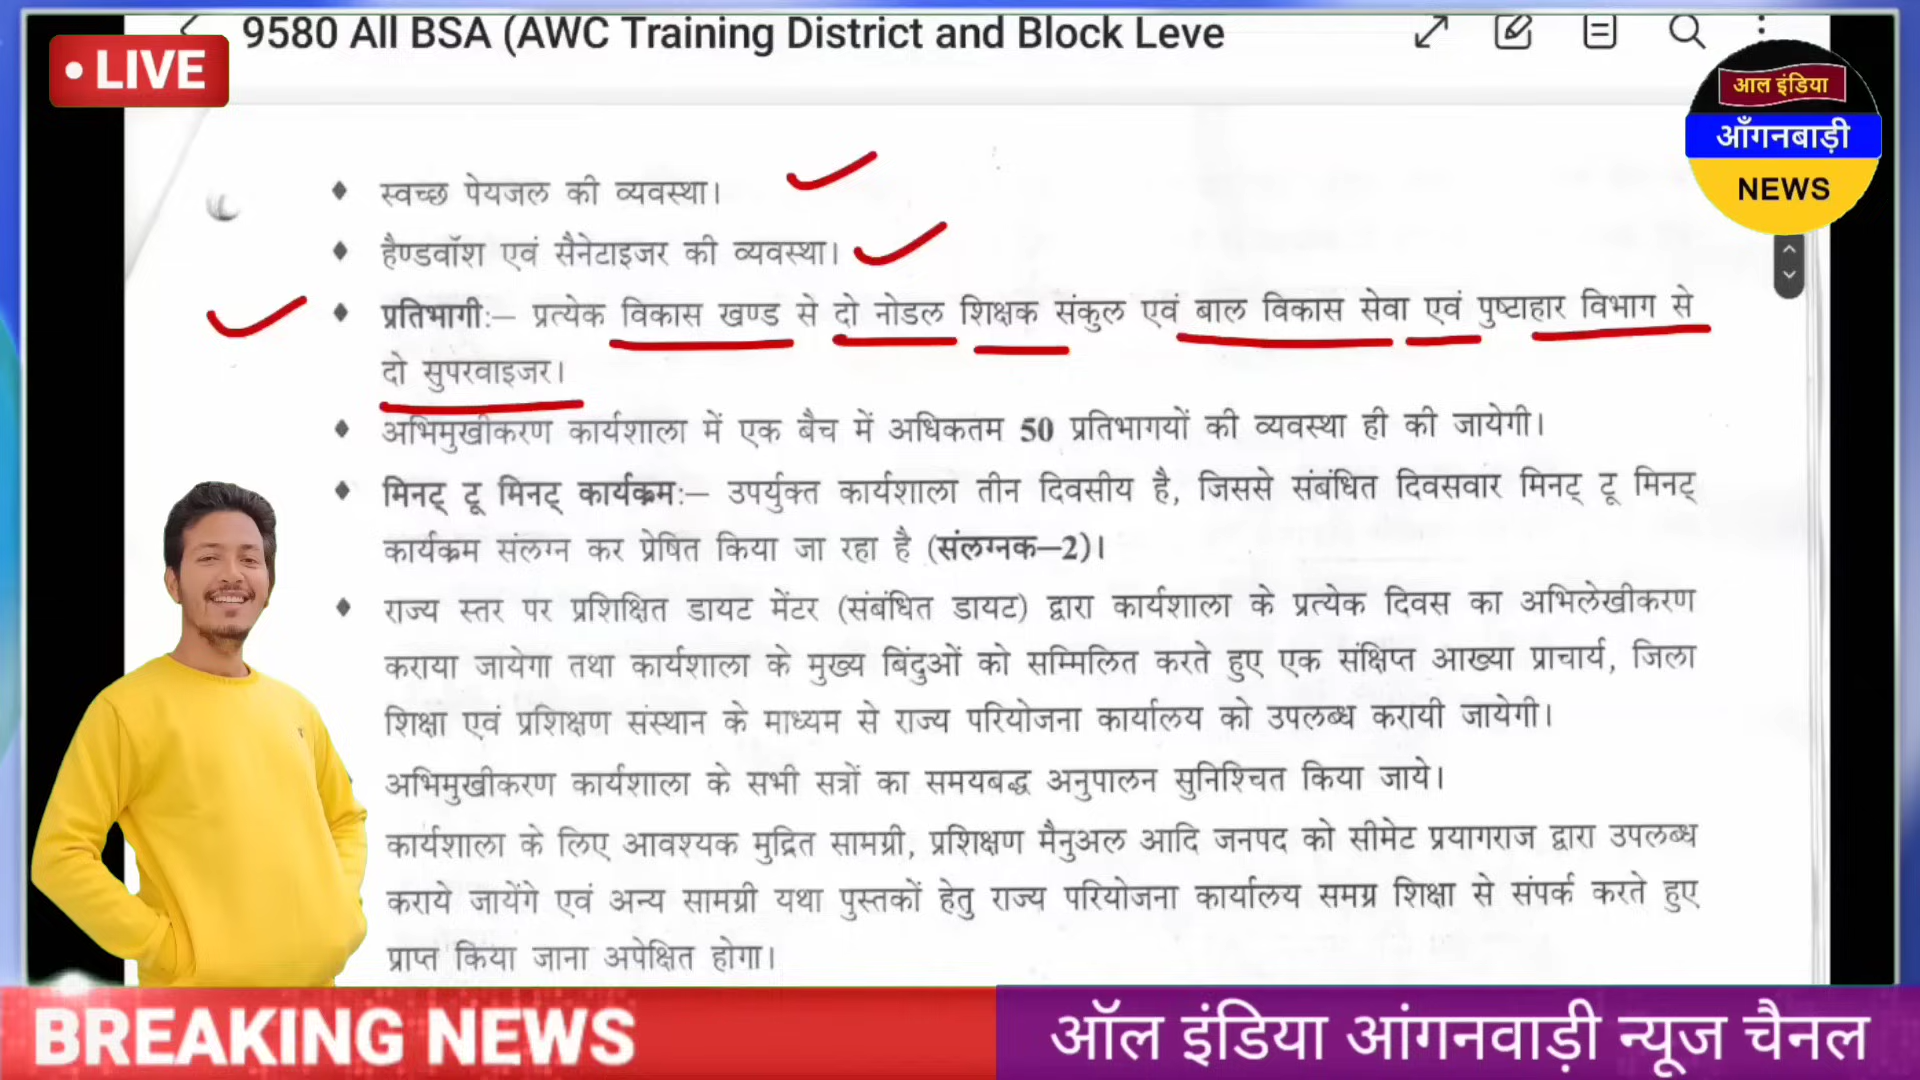 9580 All BSA (AWC Training District and Block Leve
• LIVE
आल इंडिया
आँगनबाड़ी
NEWS
स्वच्छ पेयजल की व्यवस्था।
हैण्डवॉश एवं सैनेटाइजर की व्यवस्था।
प्रतिभागीः– प्रत्येक विकास खण्ड से दो नोडल शिक्षक संकुल एवं बाल विकास सेवा एवं पुष्टाहार विभाग से
दो सुपरवाइजर।
अभिमुखीकरण कार्यशाला में एक बैच में अधिकतम 50 प्रतिभागयों की व्यवस्था ही की जायेगी।
मिनट् टू मिनट् कार्यक्रमः– उपर्युक्त कार्यशाला तीन दिवसीय है, जिससे संबंधित दिवसवार मिनट् टू मिनट्
कार्यक्रम संलग्न कर प्रेषित किया जा रहा है (संलग्नक–2)।
राज्य स्तर पर प्रशिक्षित डायट मेंटर (संबंधित डायट) द्वारा कार्यशाला के प्रत्येक दिवस का अभिलेखीकरण
कराया जायेगा तथा कार्यशाला के मुख्य बिंदुओं को सम्मिलित करते हुए एक संक्षिप्त आख्या प्राचार्य, जिला
शिक्षा एवं प्रशिक्षण संस्थान के माध्यम से राज्य परियोजना कार्यालय को उपलब्ध करायी जायेगी।
अभिमुखीकरण कार्यशाला के सभी सत्रों का समयबद्ध अनुपालन सुनिश्चित किया जाये।
कार्यशाला के लिए आवश्यक मुद्रित सामग्री, प्रशिक्षण मैनुअल आदि जनपद को सीमेट प्रयागराज द्वारा उपलब्ध
कराये जायेंगे एवं अन्य सामग्री यथा पुस्तकों हेतु राज्य परियोजना कार्यालय समग्र शिक्षा से संपर्क करते हुए
प्राप्त किया जाना अपेक्षित होगा।
BREAKING NEWS
ऑल इंडिया आंगनवाड़ी न्यूज चैनल